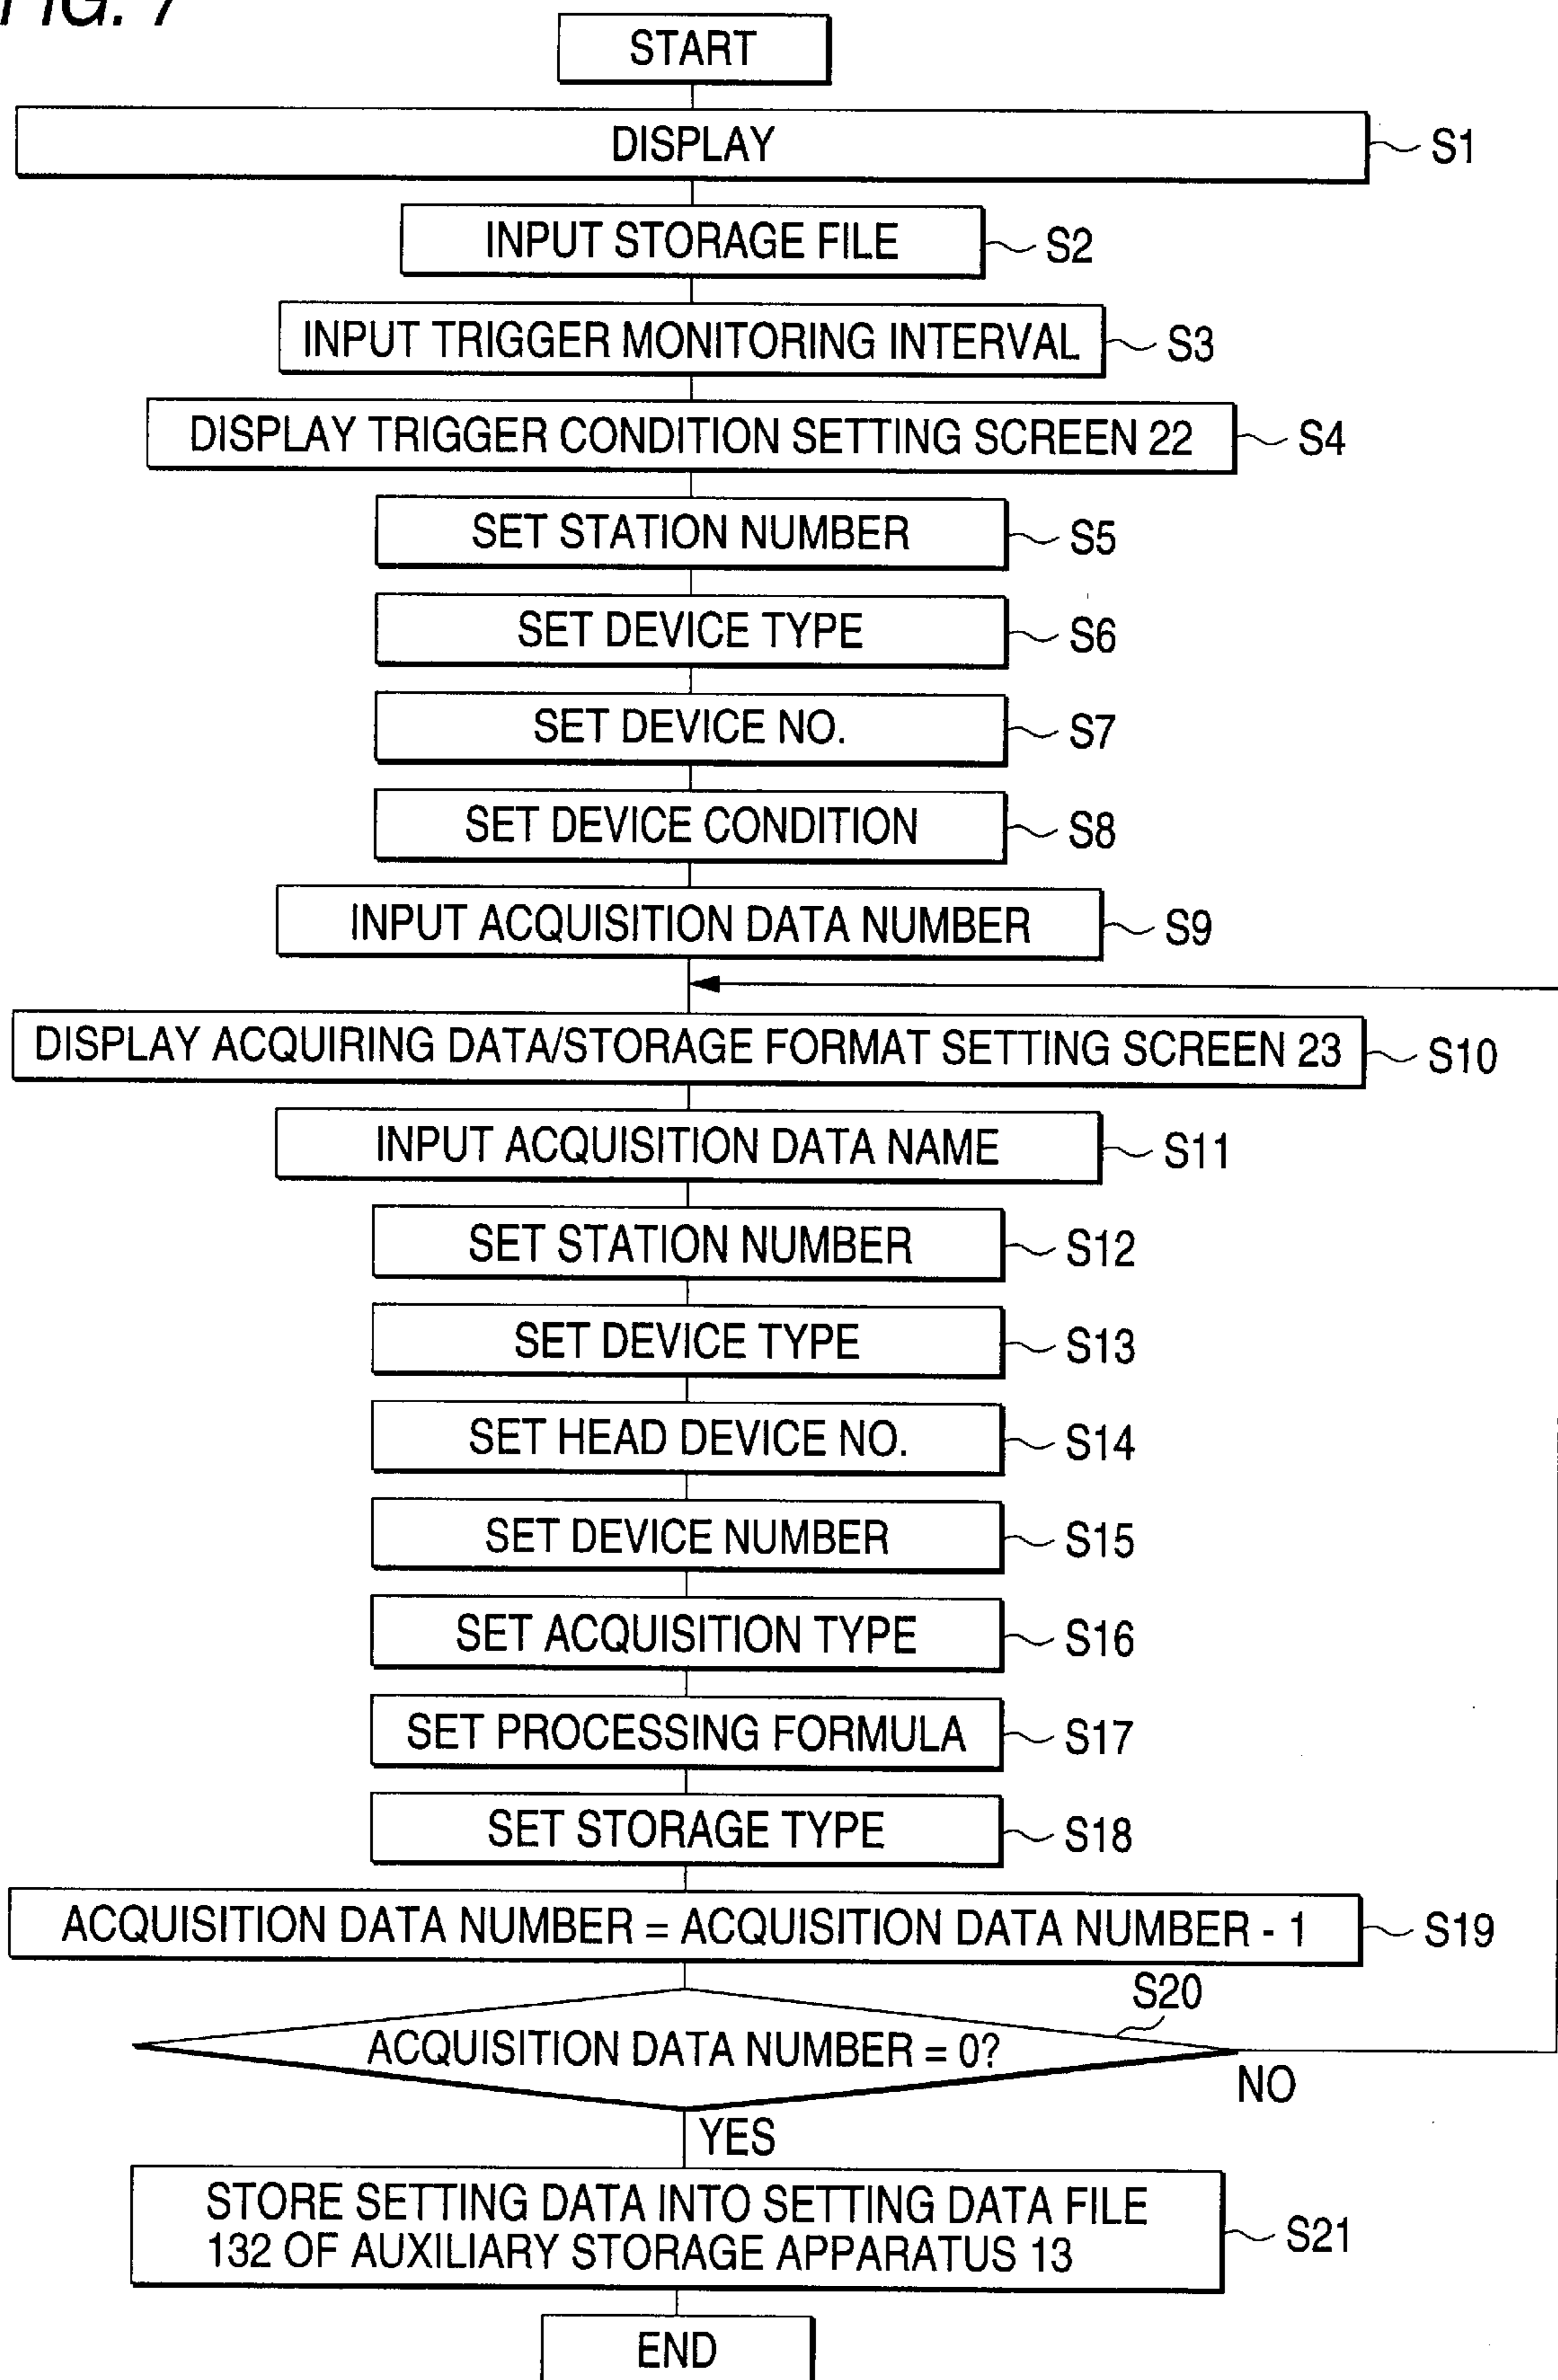 FIG. 7
START
DISPLAY
S1
INPUT STORAGE FILE
S2
INPUT TRIGGER MONITORING INTERVAL
S3
DISPLAY TRIGGER CONDITION SETTING SCREEN 22
S4
SET STATION NUMBER
S5
SET DEVICE TYPE
S6
SET DEVICE NO.
S7
SET DEVICE CONDITION
S8
INPUT ACQUISITION DATA NUMBER
S9
DISPLAY ACQUIRING DATA/STORAGE FORMAT SETTING SCREEN 23
S10
INPUT ACQUISITION DATA NAME
S11
SET STATION NUMBER
S12
SET DEVICE TYPE
S13
SET HEAD DEVICE NO.
S14
SET DEVICE NUMBER
S15
SET ACQUISITION TYPE
S16
SET PROCESSING FORMULA
S17
SET STORAGE TYPE
S18
ACQUISITION DATA NUMBER = ACQUISITION DATA NUMBER - 1
S19
S20
ACQUISITION DATA NUMBER = 0?
NO
YES
STORE SETTING DATA INTO SETTING DATA FILE
132 OF AUXILIARY STORAGE APPARATUS 13
S21
END